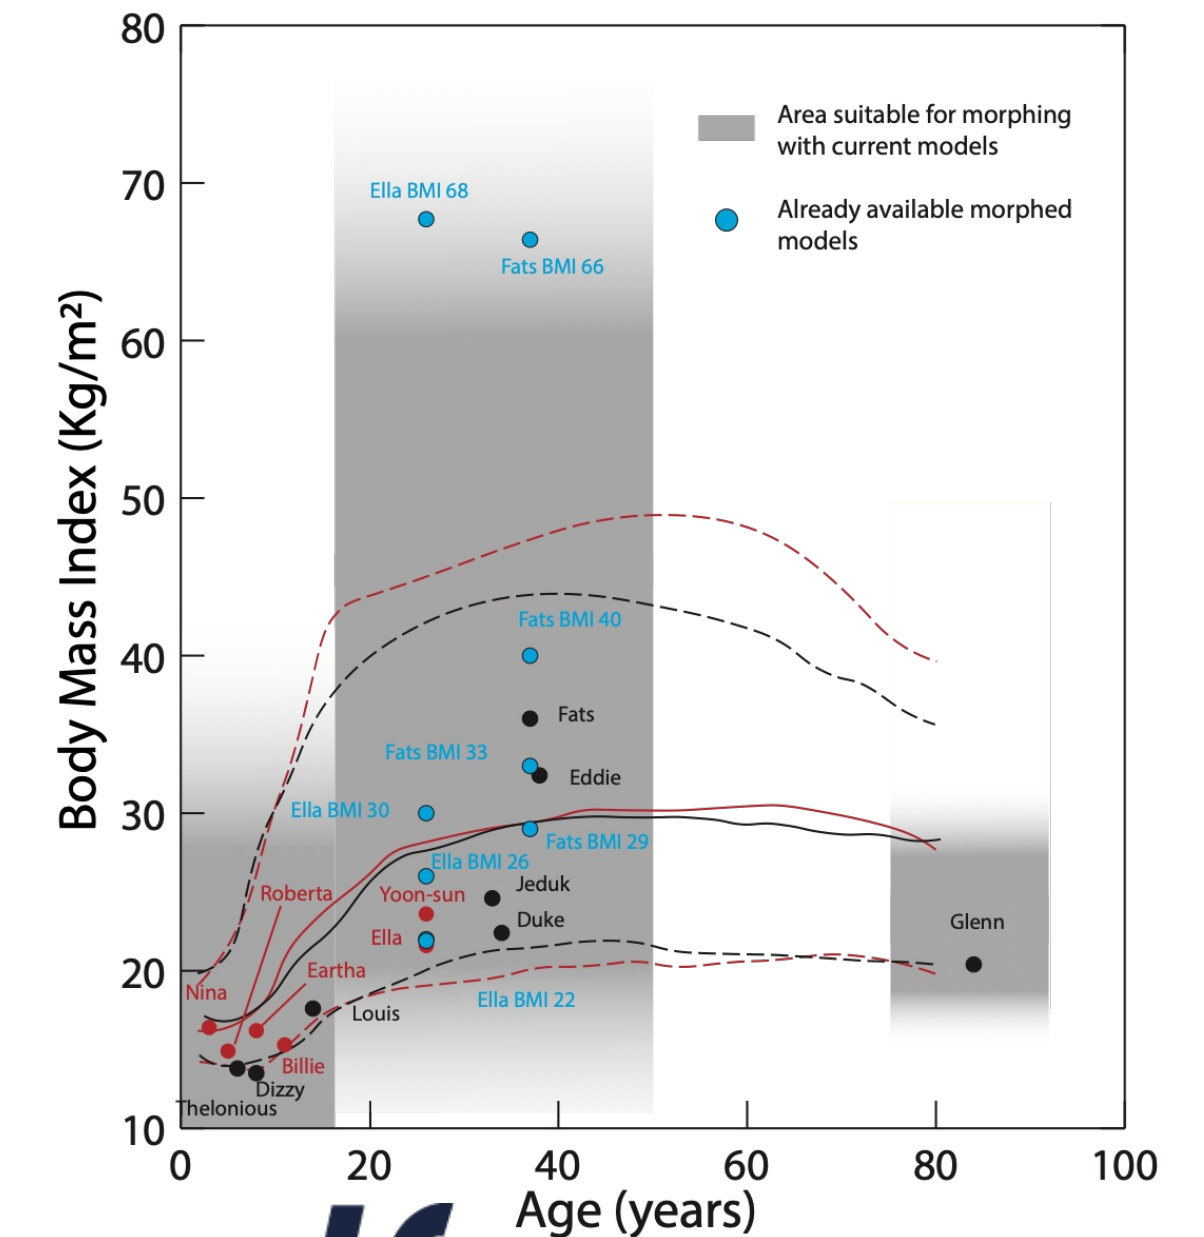 80
70
60
50
40
30
20
10
Body Mass Index (Kg/m²)
Area suitable for morphing
with current models
Already available morphed
models
Ella BMI 68
Fats BMI 66
Fats BMI 40
Fats
Fats BMI 33
Eddie
Ella BMI 30
Fats BMI 29
Ella BMI 26
Roberta
Yoon-sun
Jeduk
Duke
Ella
Glenn
Eartha
Nina
Ella BMI 22
Louis
Billie
Dizzy
Thelonious
0 20 40 60 80 100
Age (years)